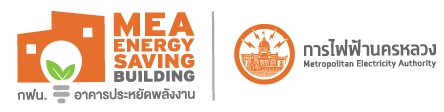 MEA
ENERGY
SAVING
BUILDING
กฟน. อาคารประหยัดพลังงาน
การไฟฟ้านครหลวง
Metropolitan Electricity Authority